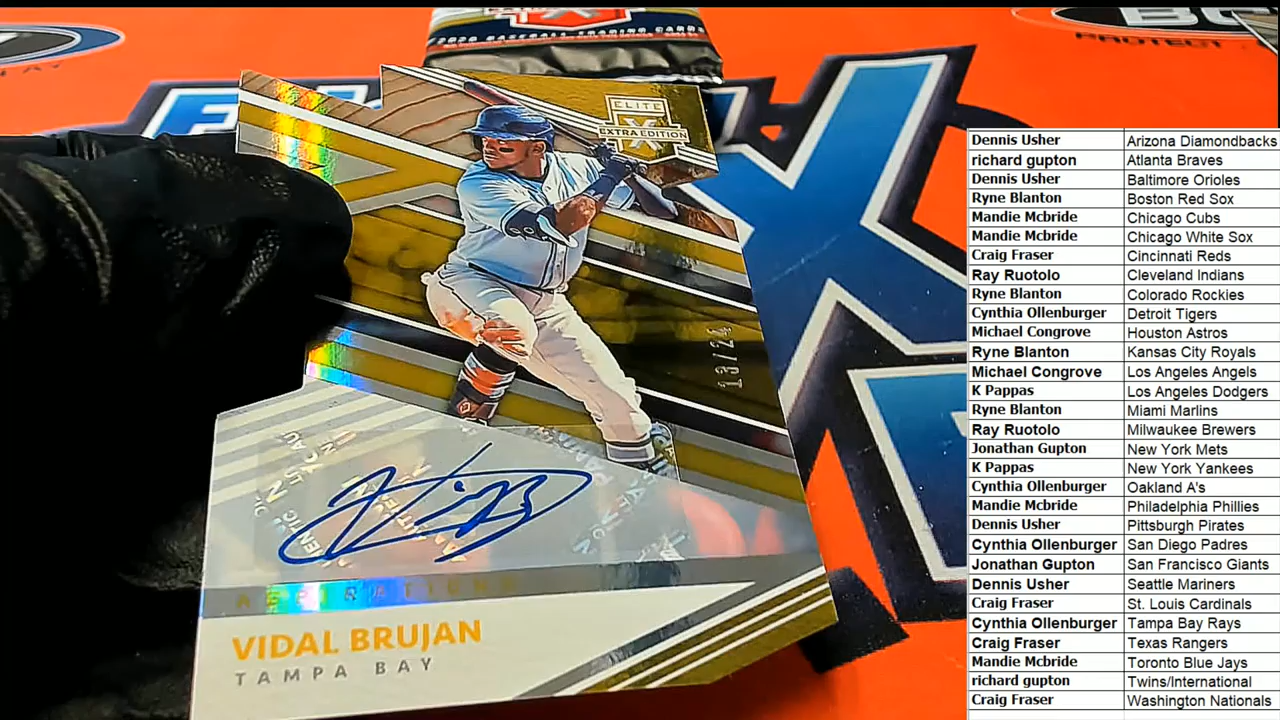 2020 BASEBALL TRADING CARDS
PROTECT
ELITE
X
EXTRA EDITION
13/24
ASPIRATIONS
VIDAL BRUJAN
TAMPA BAY
Dennis Usher Arizona Diamondbacks
richard gupton Atlanta Braves
Dennis Usher Baltimore Orioles
Ryne Blanton Boston Red Sox
Mandie Mcbride Chicago Cubs
Mandie Mcbride Chicago White Sox
Craig Fraser Cincinnati Reds
Ray Ruotolo Cleveland Indians
Ryne Blanton Colorado Rockies
Cynthia Ollenburger Detroit Tigers
Michael Congrove Houston Astros
Ryne Blanton Kansas City Royals
Michael Congrove Los Angeles Angels
K Pappas Los Angeles Dodgers
Ryne Blanton Miami Marlins
Ray Ruotolo Milwaukee Brewers
Jonathan Gupton New York Mets
K Pappas New York Yankees
Cynthia Ollenburger Oakland A's
Mandie Mcbride Philadelphia Phillies
Dennis Usher Pittsburgh Pirates
Cynthia Ollenburger San Diego Padres
Jonathan Gupton San Francisco Giants
Dennis Usher Seattle Mariners
Craig Fraser St. Louis Cardinals
Cynthia Ollenburger Tampa Bay Rays
Craig Fraser Texas Rangers
Mandie Mcbride Toronto Blue Jays
richard gupton Twins/International
Craig Fraser Washington Nationals